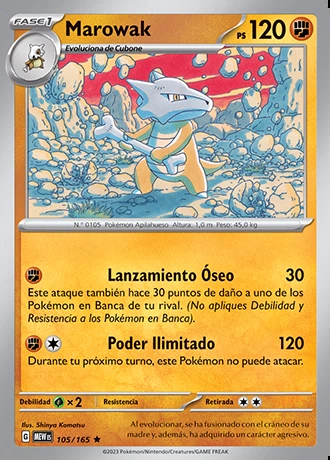 FASE 1
Marowak
PS 120
Evoluciona de Cubone
N.º 0105 Pokémon Apilahueso Altura: 1,0 m Peso: 45,0 kg
Lanzamiento Óseo 30
Este ataque también hace 30 puntos de daño a uno de los
Pokémon en Banca de tu rival. (No apliques Debilidad y
Resistencia a los Pokémon en Banca).
Poder Ilimitado 120
Durante tu próximo turno, este Pokémon no puede atacar.
Debilidad ×2 Resistencia Retirada
Ilus. Shinya Komatsu
G MEW ES 105/165 ★
Al evolucionar, se ha fusionado con el cráneo de su
madre y, además, ha adquirido un carácter agresivo.
©2023 Pokémon/Nintendo/Creatures/GAME FREAK